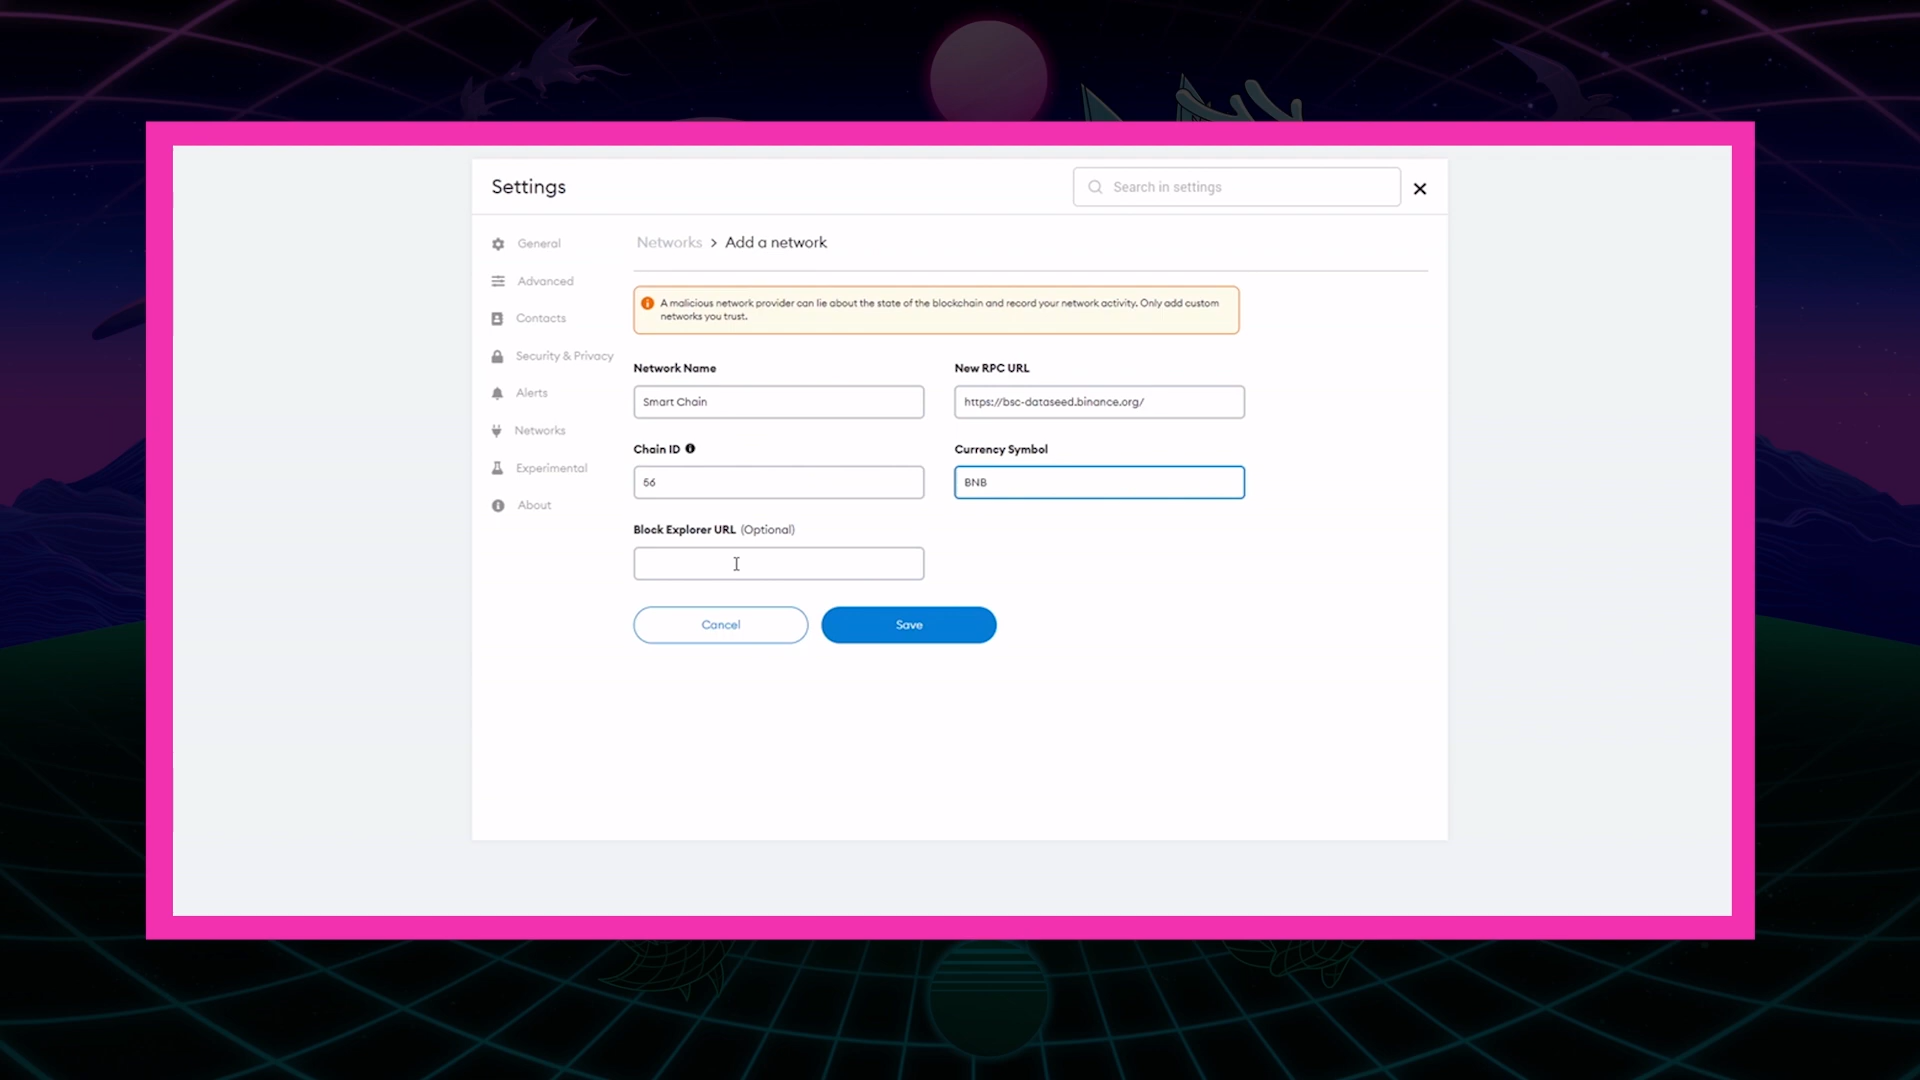 Settings
Search in settings
General
Advanced
Contacts
Security & Privacy
Alerts
Networks
Experimental
About
Networks > Add a network
A malicious network provider can lie about the state of the blockchain and record your network activity. Only add custom
networks you trust.
Network Name
Smart Chain
New RPC URL
https://bsc-dataseed.binance.org/
Chain ID
56
Currency Symbol
BNB
Block Explorer URL (Optional)
Cancel
Save